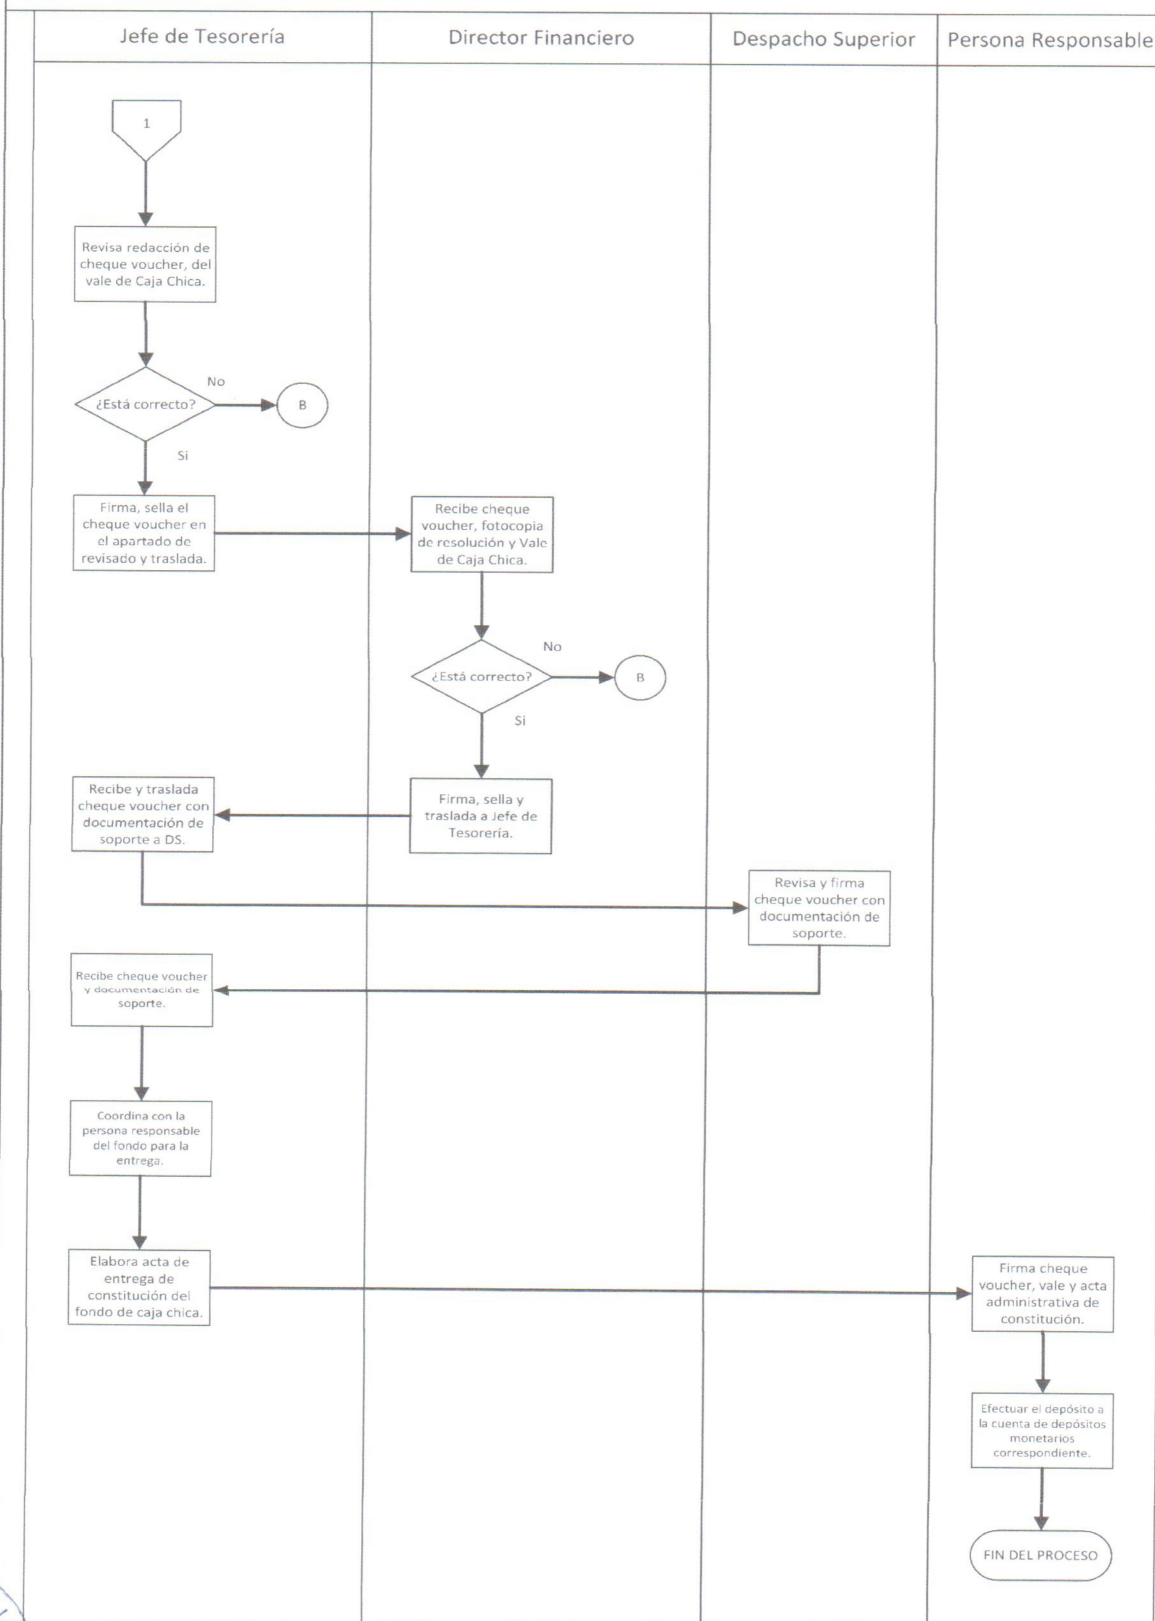 Jefe de Tesorería
Director Financiero
Despacho Superior
Persona Responsable
1
Revisa redacción de
cheque voucher, del
vale de Caja Chica.
¿Está correcto?
No
B
Si
Firma, sella el
cheque voucher en
el apartado de
revisado y traslada.
Recibe cheque
voucher, fotocopia
de resolución y Vale
de Caja Chica.
¿Está correcto?
No
B
Si
Firma, sella y
traslada a Jefe de
Tesorería.
Recibe y traslada
cheque voucher con
documentación de
soporte a DS.
Revisa y firma
cheque voucher con
documentación de
soporte.
Recibe cheque voucher
y documentación de
soporte.
Coordina con la
persona responsable
del fondo para la
entrega.
Elabora acta de
entrega de
constitución del
fondo de caja chica.
Firma cheque
voucher, vale y acta
administrativa de
constitución.
Efectuar el depósito a
la cuenta de depósitos
monetarios
correspondiente.
FIN DEL PROCESO